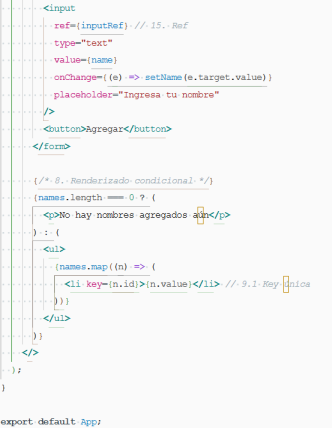 <input
ref={inputRef} // 15. Ref
type="text"
value={name}
onChange={(e) => setName(e.target.value)}
placeholder="Ingresa tu nombre"
/>
<button>Agregar</button>
</form>
{/* 8. Renderizado condicional */}
{names.length === 0 ? (
<p>No hay nombres agregados aún</p>
) : (
<ul>
{names.map((n) => (
<li key={n.id}>{n.value}</li> // 9.1 Key única
))}
</ul>
)}
</>
);
}
export default App;